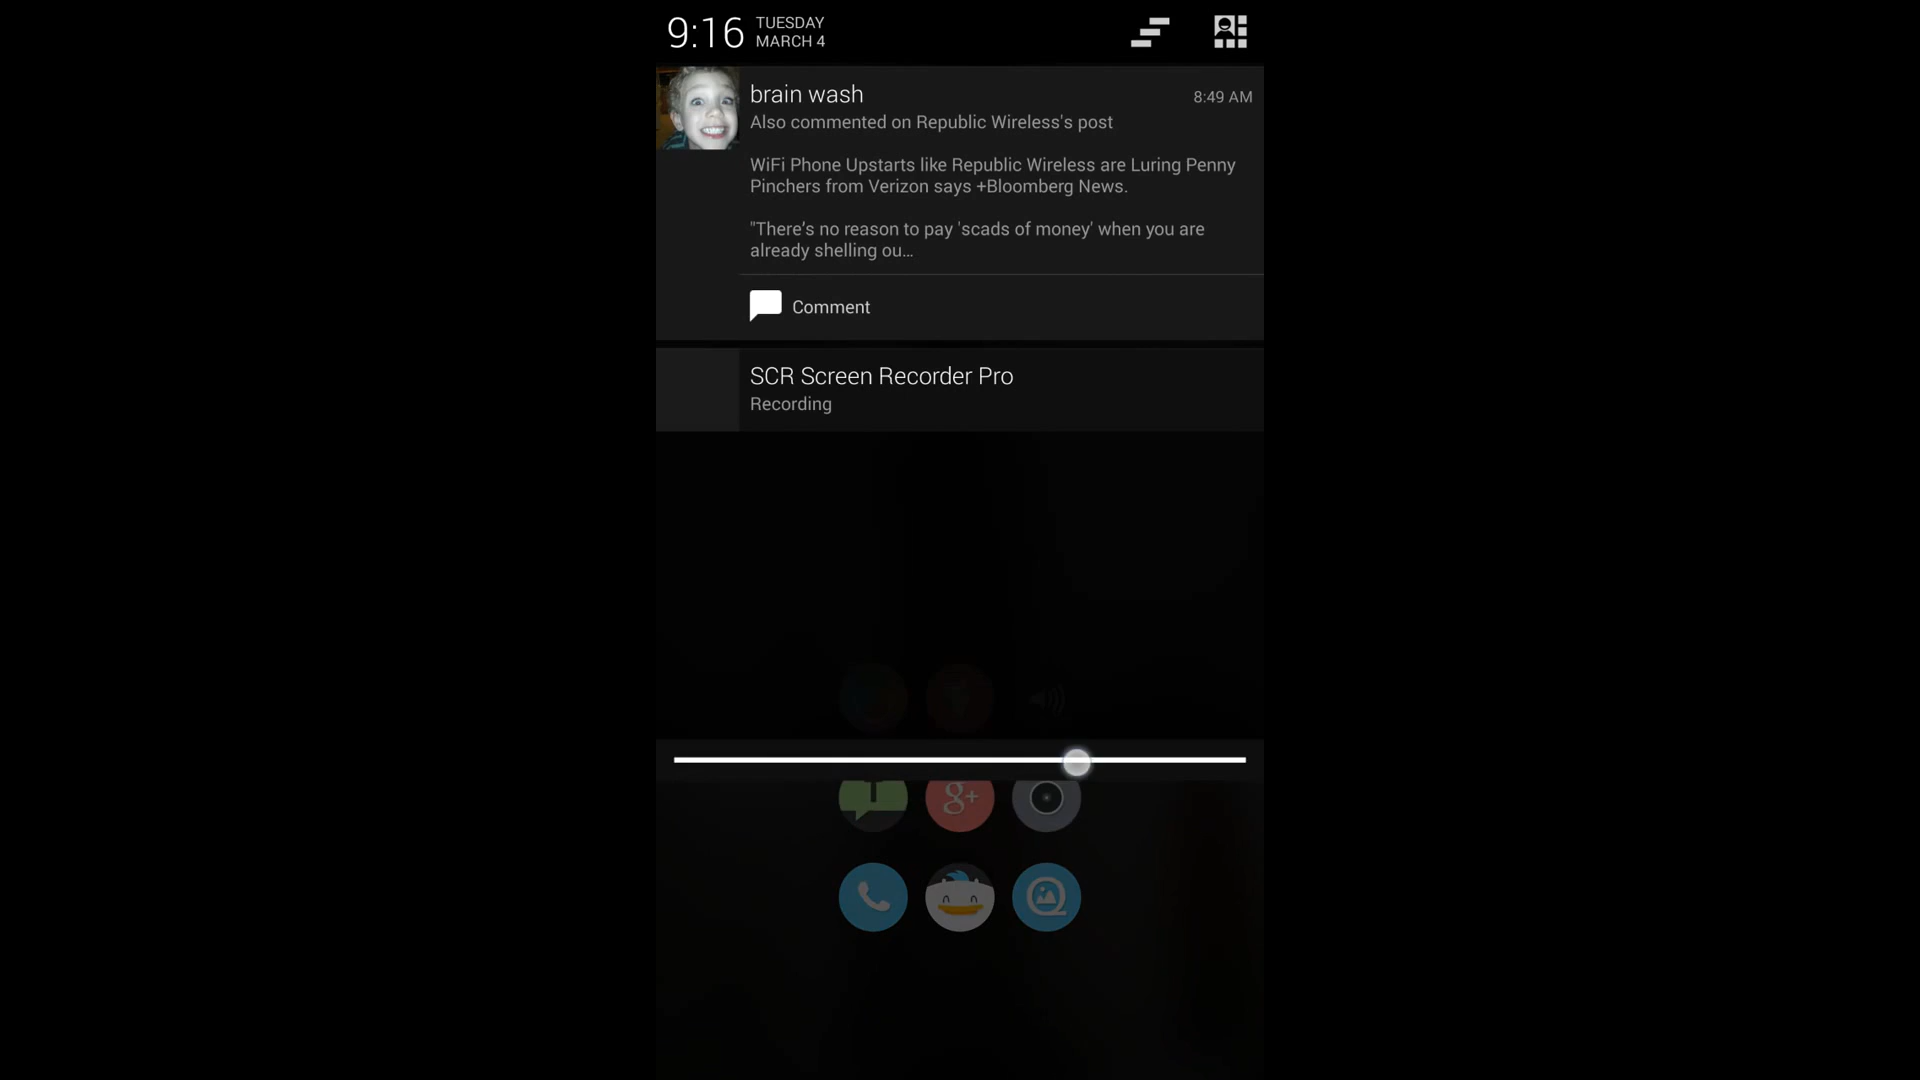 9:16
TUESDAY
MARCH 4
brain wash
8:49 AM
Also commented on Republic Wireless's post
WiFi Phone Upstarts like Republic Wireless are Luring Penny
Pinchers from Verizon says +Bloomberg News.
"There's no reason to pay 'scads of money' when you are
already shelling ou…
Comment
SCR Screen Recorder Pro
Recording
g+